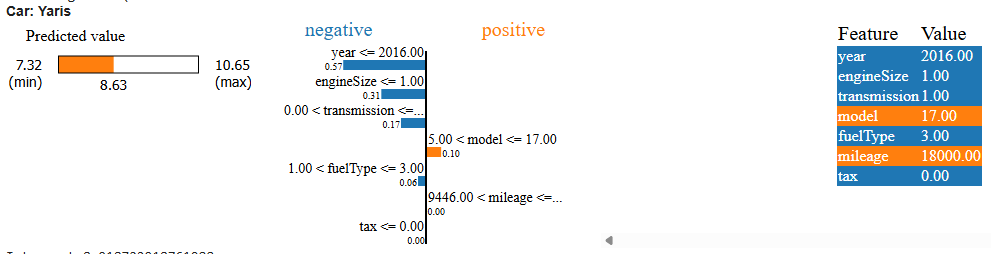 Car: Yaris
Predicted value
7.32
(min)
8.63
10.65
(max)
negative
positive
year <= 2016.00
0.57
engineSize <= 1.00
0.31
0.00 < transmission <=...
0.17
5.00 < model <= 17.00
0.10
1.00 < fuelType <= 3.00
0.06
9446.00 < mileage <=...
0.00
tax <= 0.00
0.00
Feature Value
year 2016.00
engineSize 1.00
transmission 1.00
model 17.00
fuelType 3.00
mileage 18000.00
tax 0.00